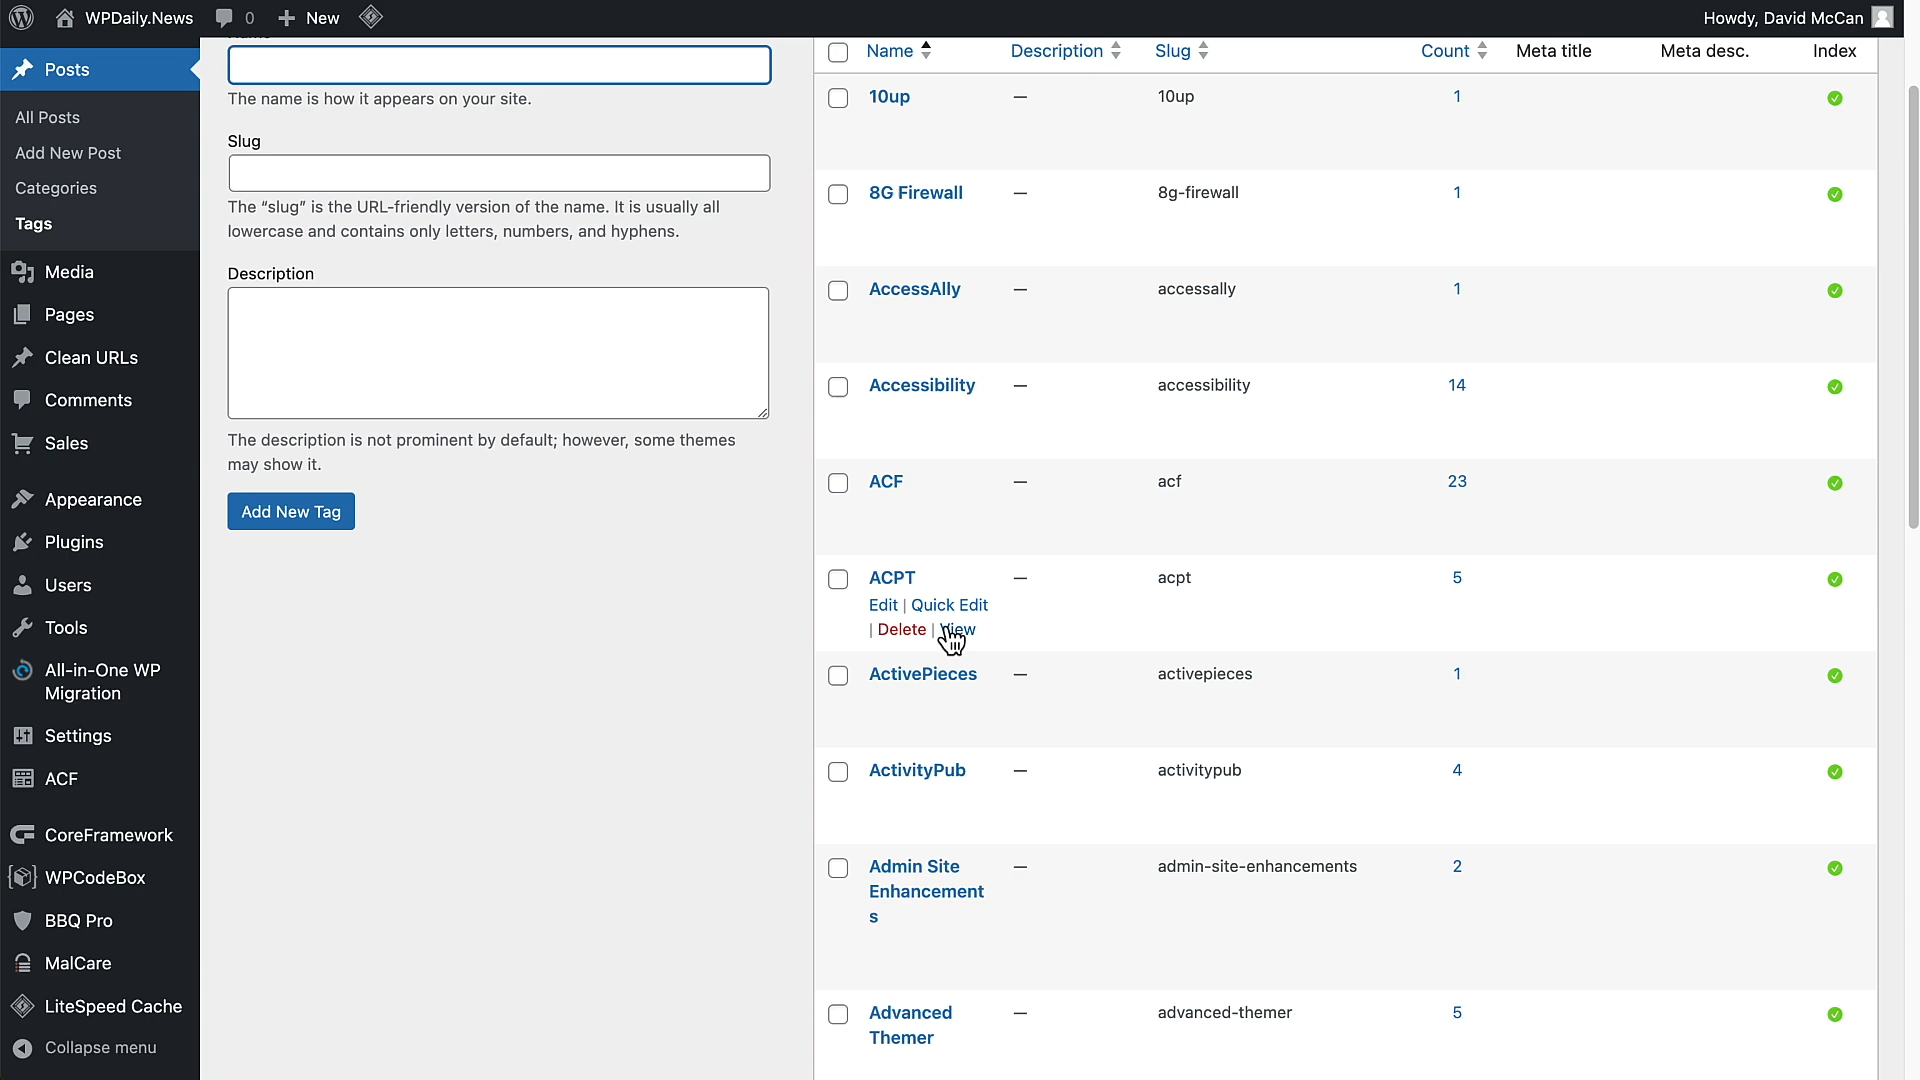 WPDaily.News 0 New Howdy, David McCan
Posts
All Posts
Add New Post
Categories
Tags
Media
Pages
Clean URLs
Comments
Sales
Appearance
Plugins
Users
Tools
All-in-One WP
Migration
Settings
ACF
CoreFramework
WPCodeBox
BBQ Pro
MalCare
LiteSpeed Cache
Collapse menu
The name is how it appears on your site.
Slug
The “slug” is the URL-friendly version of the name. It is usually all
lowercase and contains only letters, numbers, and hyphens.
Description
The description is not prominent by default; however, some themes
may show it.
Add New Tag
Name Description Slug Count Meta title Meta desc. Index
10up — 10up 1
8G Firewall — 8g-firewall 1
AccessAlly — accessally 1
Accessibility — accessibility 14
ACF — acf 23
ACPT — acpt 5
Edit | Quick Edit
| Delete | View
ActivePieces — activepieces 1
ActivityPub — activitypub 4
Admin Site — admin-site-enhancements 2
Enhancement
s
Advanced — advanced-themer 5
Themer